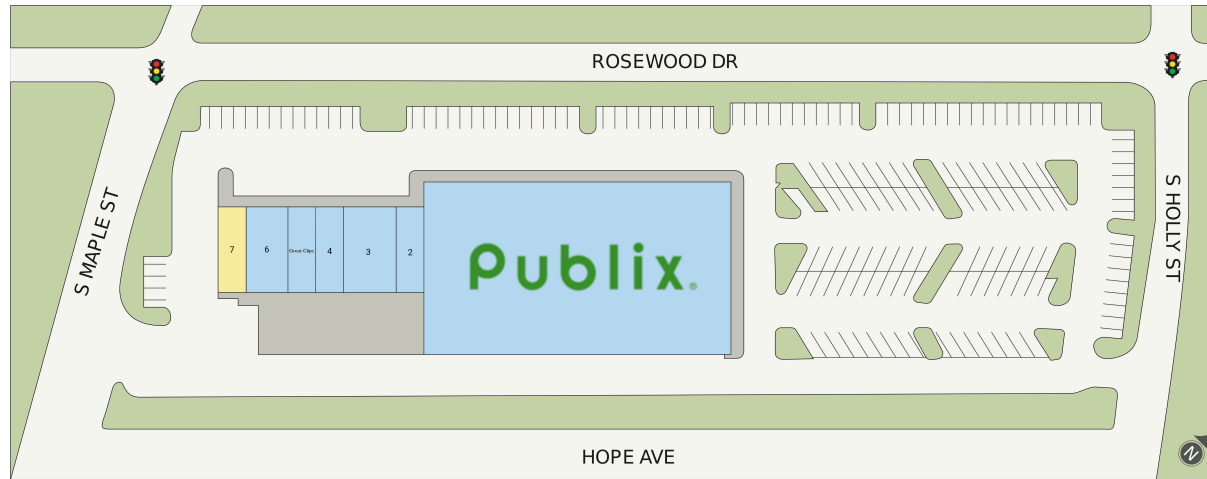 ROSEWOOD DR
S MAPLE ST
S HOLLY ST
7
6
Great Clips
4
3
2
Publix.
HOPE AVE
N